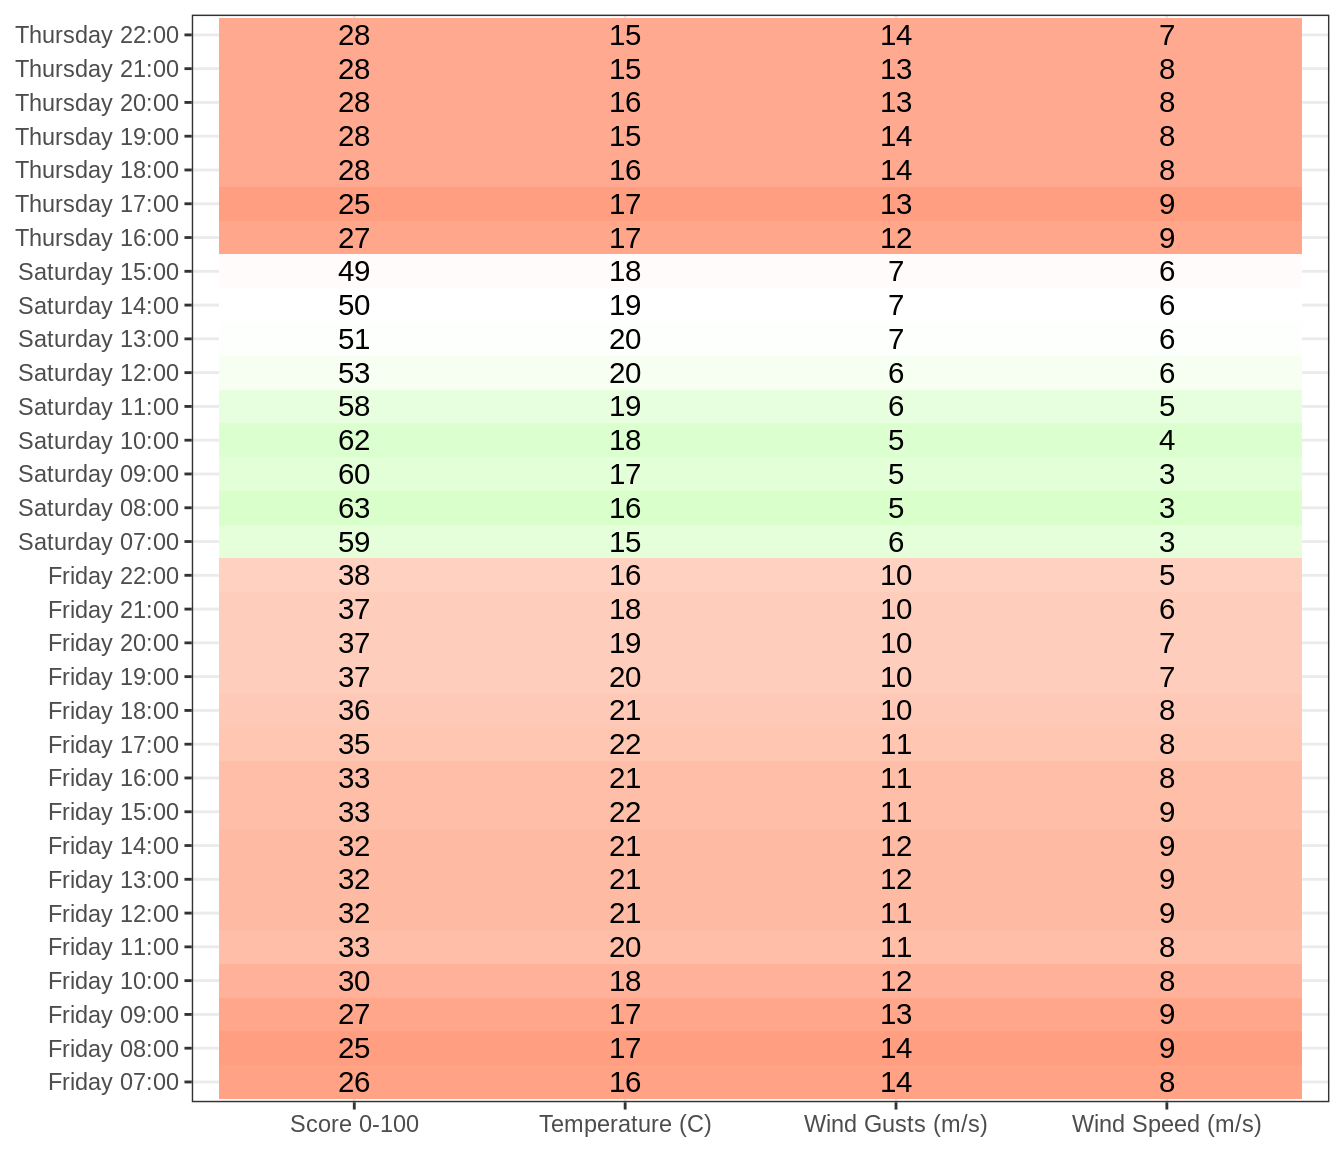 Thursday 22:00 28 15 14 7
Thursday 21:00 28 15 13 8
Thursday 20:00 28 16 13 8
Thursday 19:00 28 15 14 8
Thursday 18:00 28 16 14 8
Thursday 17:00 25 17 13 9
Thursday 16:00 27 17 12 9
Saturday 15:00 49 18 7 6
Saturday 14:00 50 19 7 6
Saturday 13:00 51 20 7 6
Saturday 12:00 53 20 6 6
Saturday 11:00 58 19 6 5
Saturday 10:00 62 18 5 4
Saturday 09:00 60 17 5 3
Saturday 08:00 63 16 5 3
Saturday 07:00 59 15 6 3
Friday 22:00 38 16 10 5
Friday 21:00 37 18 10 6
Friday 20:00 37 19 10 7
Friday 19:00 37 20 10 7
Friday 18:00 36 21 10 8
Friday 17:00 35 22 11 8
Friday 16:00 33 21 11 8
Friday 15:00 33 22 11 9
Friday 14:00 32 21 12 9
Friday 13:00 32 21 12 9
Friday 12:00 32 21 11 9
Friday 11:00 33 20 11 8
Friday 10:00 30 18 12 8
Friday 09:00 27 17 13 9
Friday 08:00 25 17 14 9
Friday 07:00 26 16 14 8
Score 0-100 Temperature (C) Wind Gusts (m/s) Wind Speed (m/s)